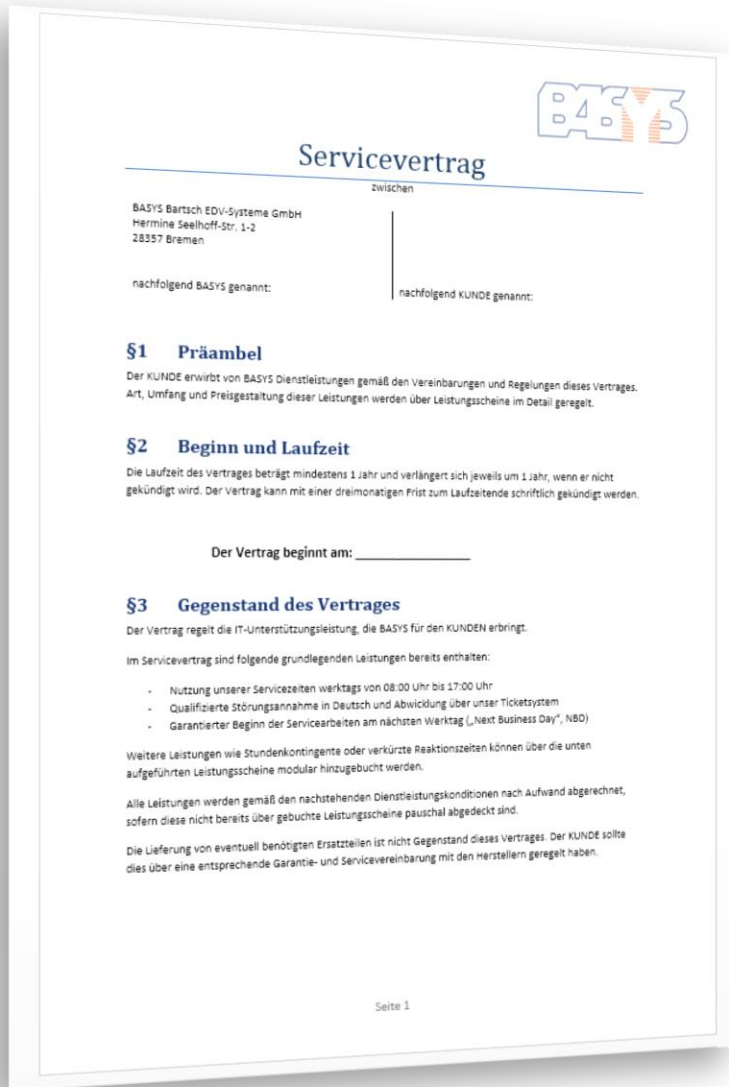 BASYS
Servicevertrag
zwischen
BASYS Bartsch EDV-Systeme GmbH
Hermine Seelhoff-Str. 1-2
28357 Bremen
nachfolgend BASYS genannt:
nachfolgend KUNDE genannt:
§1 Präambel
Der KUNDE erwirbt von BASYS Dienstleistungen gemäß den Vereinbarungen und Regelungen dieses Vertrages.
Art, Umfang und Preisgestaltung dieser Leistungen werden über Leistungsscheine im Detail geregelt.
§2 Beginn und Laufzeit
Die Laufzeit des Vertrages beträgt mindestens 1 Jahr und verlängert sich jeweils um 1 Jahr, wenn er nicht
gekündigt wird. Der Vertrag kann mit einer dreimonatigen Frist zum Laufzeitende schriftlich gekündigt werden.
Der Vertrag beginnt am: ________________
§3 Gegenstand des Vertrages
Der Vertrag regelt die IT-Unterstützungsleistung, die BASYS für den KUNDEN erbringt.
Im Servicevertrag sind folgende grundlegenden Leistungen bereits enthalten:
- Nutzung unserer Servicezeiten werktags von 08:00 Uhr bis 17:00 Uhr
- Qualifizierte Störungsannahme in Deutsch und Abwicklung über unser Ticketsystem
- Garantierter Beginn der Servicearbeiten am nächsten Werktag („Next Business Day", NBD)
Weitere Leistungen wie Stundenkontingente oder verkürzte Reaktionszeiten können über die unten
aufgeführten Leistungsscheine modular hinzugebucht werden.
Alle Leistungen werden gemäß den nachstehenden Dienstleistungskonditionen nach Aufwand abgerechnet,
sofern diese nicht bereits über gebuchte Leistungsscheine pauschal abgedeckt sind.
Die Lieferung von eventuell benötigten Ersatzteilen ist nicht Gegenstand dieses Vertrages. Der KUNDE sollte
dies über eine entsprechende Garantie- und Servicevereinbarung mit den Herstellern geregelt haben.
Seite 1